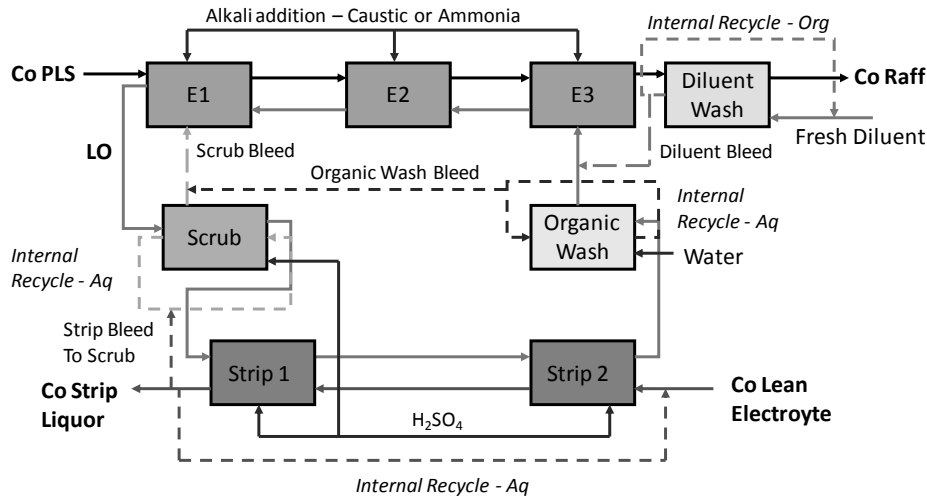 Alkali addition – Caustic or Ammonia
Internal Recycle - Org
Co PLS
E1
E2
E3
Diluent
Wash
Co Raff
Fresh Diluent
LO
Scrub Bleed
Diluent Bleed
Organic Wash Bleed
Internal
Recycle - Aq
Scrub
Organic
Wash
Internal
Recycle - Aq
Water
Strip Bleed
To Scrub
Strip 1
Strip 2
Co Strip
Liquor
Co Lean
Electroyte
H₂SO₄
Internal Recycle - Aq